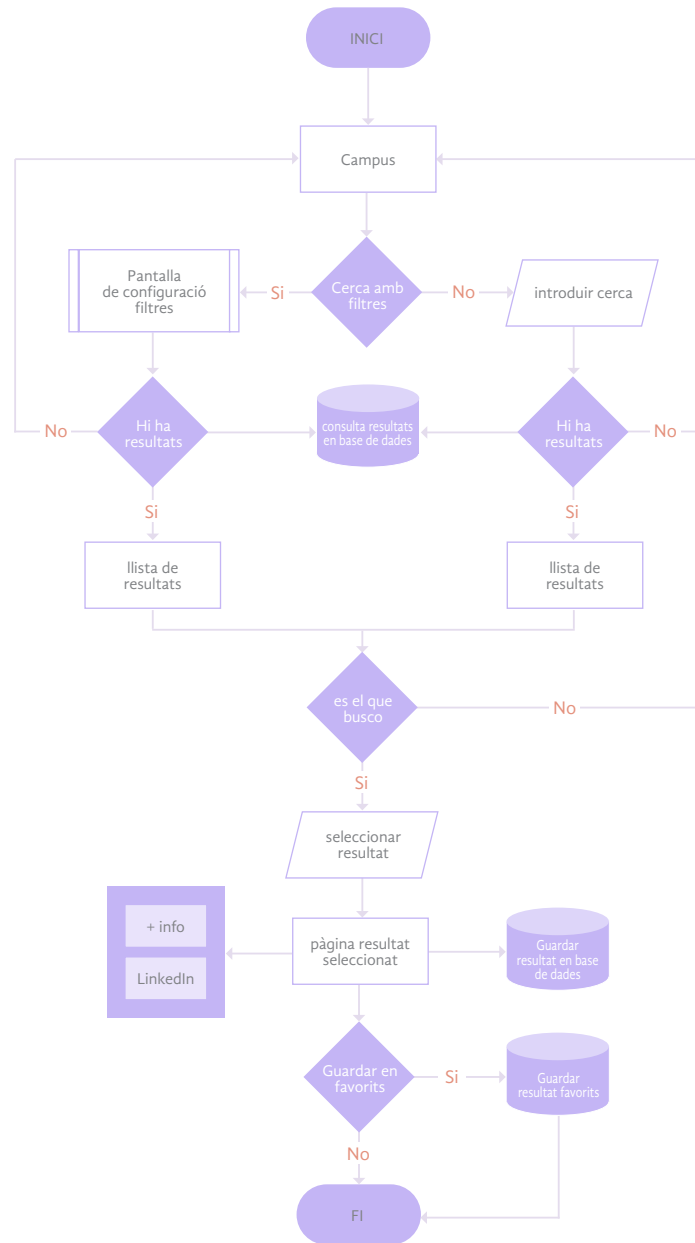 INICI
Campus
Cerca amb
filtres
Si
No
Pantalla
de configuració
filtres
introduir cerca
Hi ha
resultats
No
consulta resultats
en base de dades
Hi ha
resultats
No
Si
Si
llista de
resultats
llista de
resultats
es el que
busco
No
Si
seleccionar
resultat
+ info
LinkedIn
pàgina resultat
seleccionat
Guardar
resultat en base
de dades
Guardar en
favorits
Si
Guardar
resultat favorits
No
FI